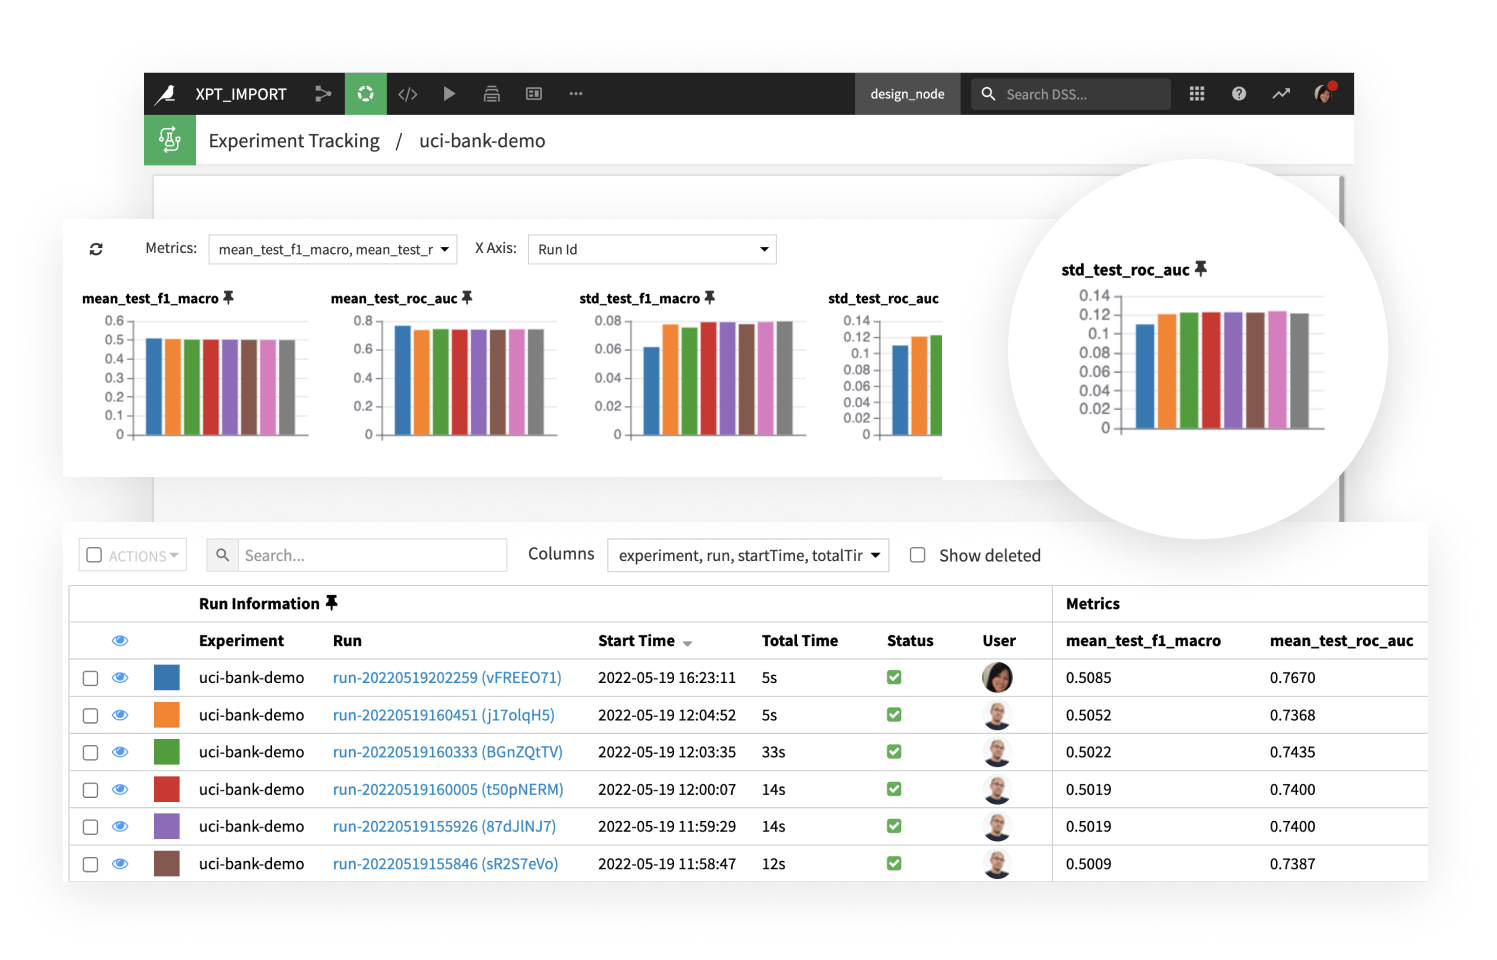 XPT_IMPORT
design_node
Search DSS...
Experiment Tracking / uci-bank-demo
Metrics: mean_test_f1_macro, mean_test_r X Axis: Run Id
mean_test_f1_macro
0.6
0.5
0.4
0.3
0.2
0.1
0
mean_test_roc_auc
0.8
0.6
0.4
0.2
0
std_test_f1_macro
0.08
0.06
0.04
0.02
0
std_test_roc_auc
0.14
0.12
0.1
0.08
0.06
0.04
0.02
0
std_test_roc_auc
0.14
0.12
0.1
0.08
0.06
0.04
0.02
0
ACTIONS Search... Columns experiment, run, startTime, totalTir Show deleted
Run Information Metrics
Experiment Run Start Time Total Time Status User mean_test_f1_macro mean_test_roc_auc
uci-bank-demo run-20220519202259 (vFREEO71) 2022-05-19 16:23:11 5s 0.5085 0.7670
uci-bank-demo run-20220519160451 (j17olqH5) 2022-05-19 12:04:52 5s 0.5052 0.7368
uci-bank-demo run-20220519160333 (BGnZQtTV) 2022-05-19 12:03:35 33s 0.5022 0.7435
uci-bank-demo run-20220519160005 (t50pNERM) 2022-05-19 12:00:07 14s 0.5019 0.7400
uci-bank-demo run-20220519155926 (87dJlNJ7) 2022-05-19 11:59:29 14s 0.5019 0.7400
uci-bank-demo run-20220519155846 (sR2S7eVo) 2022-05-19 11:58:47 12s 0.5009 0.7387